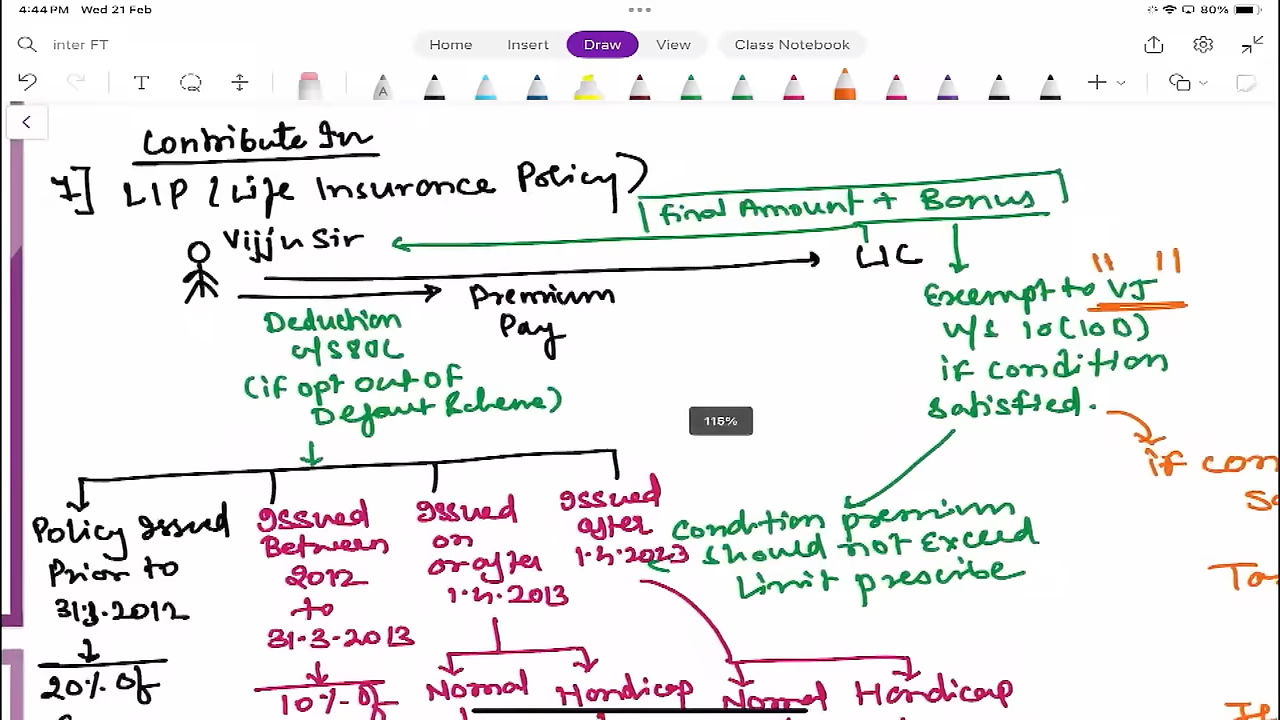 4:44 PM Wed 21 Feb
80%
inter FT
Home Insert Draw View Class Notebook
Contribute In
1] LIP (Life Insurance Policy)
Final Amount + Bonus
Vijju Sir
LIC
Premium
Pay
Deduction
u/s 80C
(if opt out of
Default Scheme)
Exempt to "VJ"
u/s 10(10D)
if condition
satisfied.
115%
if con
Condition premium
should not exceed
Limit prescribe
Policy Issued
Prior to
31.3.2012
20% of
Issued
Between
2012
to
31-3-2013
10% of
Issued
on
or after
1.4.2013
Normal Handicap
Issued
after
1.4.2023
Normal Handicap